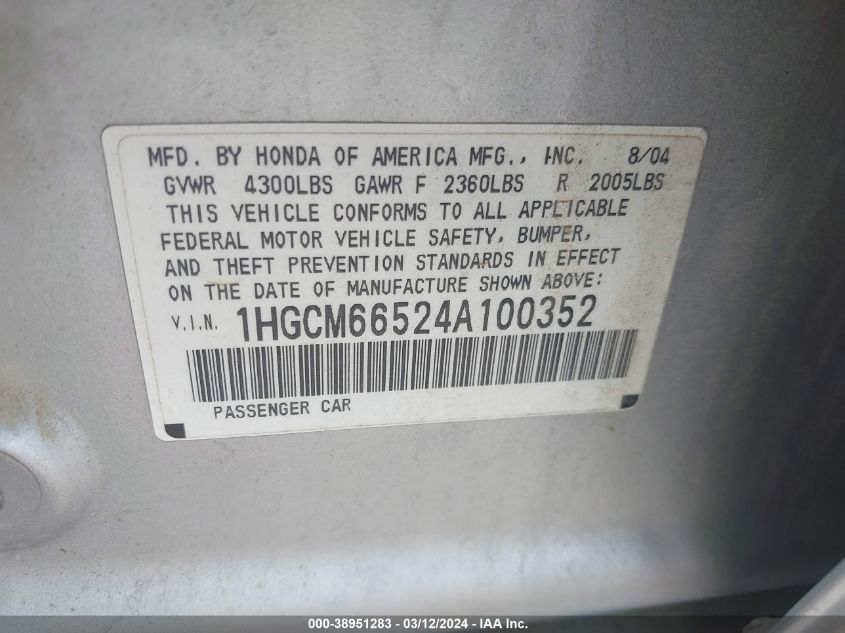 MFD. BY HONDA OF AMERICA MFG., INC. 8/04
GVWR 4300LBS GAWR F 2360LBS R 2005LBS
THIS VEHICLE CONFORMS TO ALL APPLICABLE
FEDERAL MOTOR VEHICLE SAFETY, BUMPER,
AND THEFT PREVENTION STANDARDS IN EFFECT
ON THE DATE OF MANUFACTURE SHOWN ABOVE:
V.I.N. 1HGCM66524A100352
PASSENGER CAR
000-38951283 - 03/12/2024 - IAA Inc.